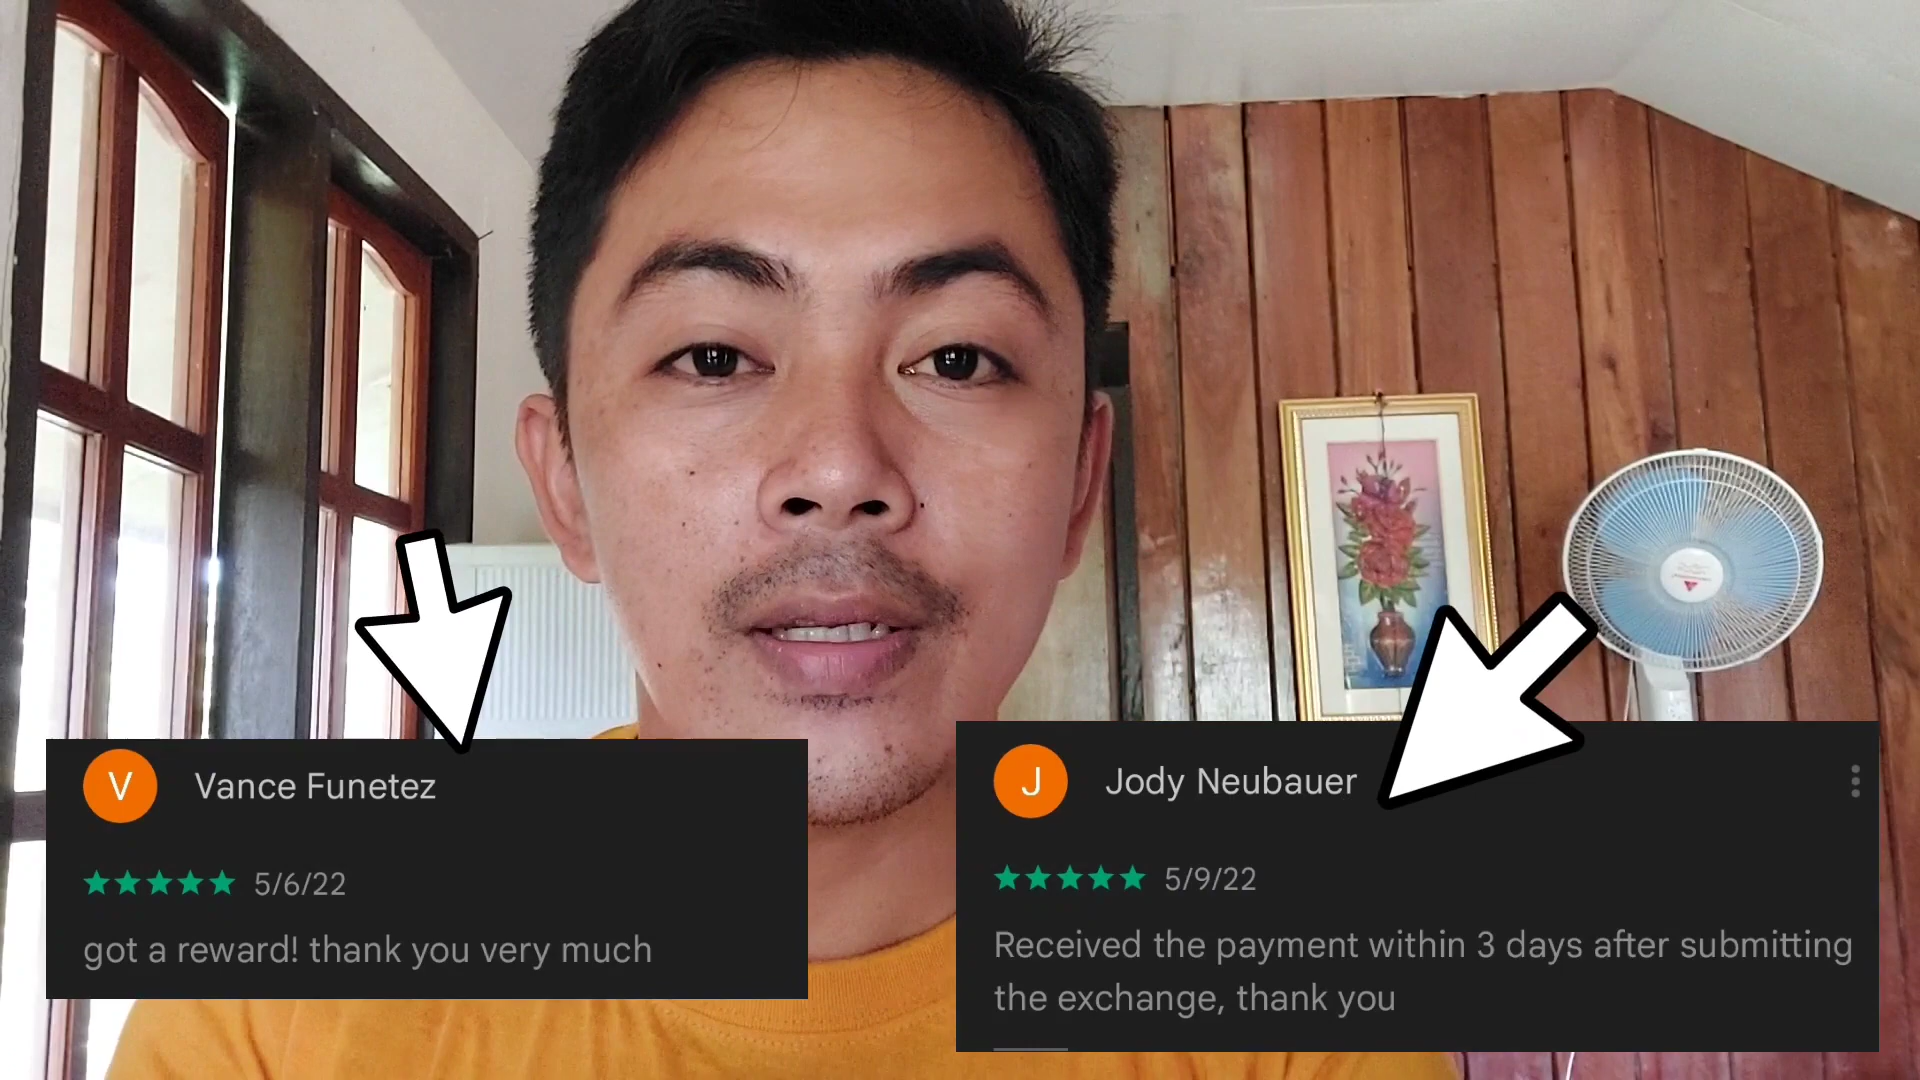 V
Vance Funetez
5/6/22
got a reward! thank you very much
J
Jody Neubauer
5/9/22
Received the payment within 3 days after submitting
the exchange, thank you